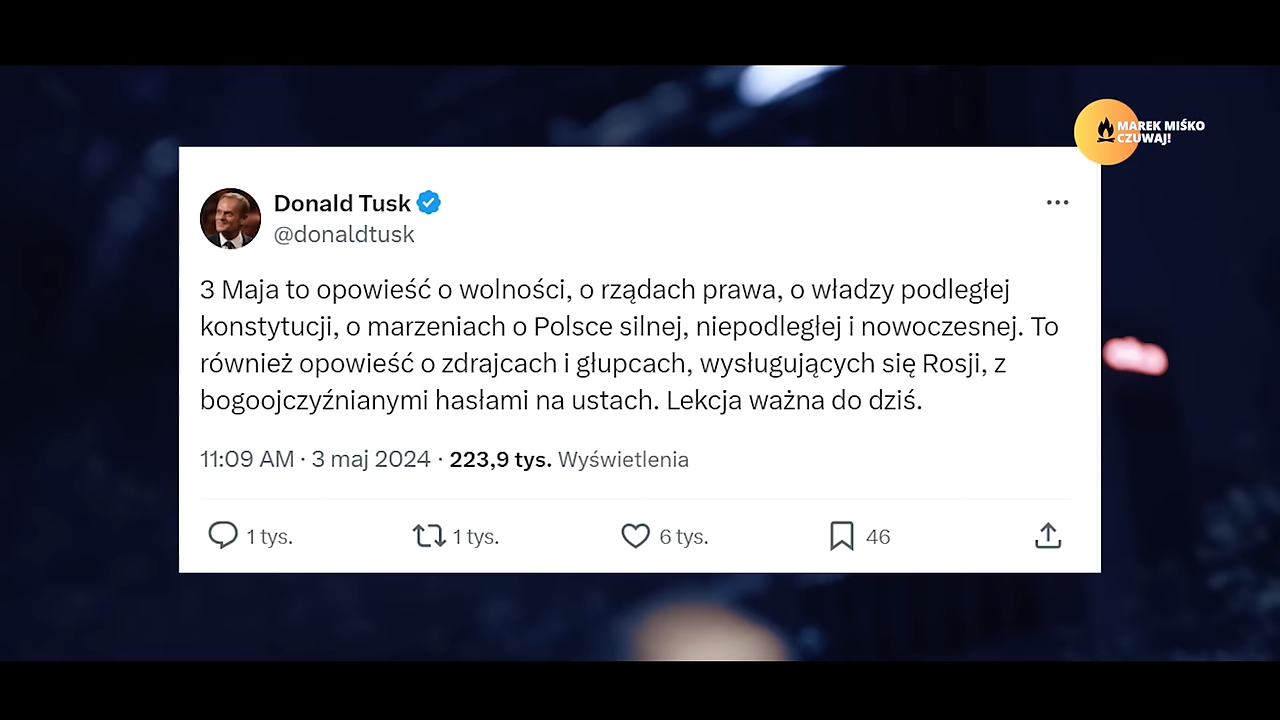 MAREK MIŚKO
CZUWAJ!
Donald Tusk
@donaldtusk
3 Maja to opowieść o wolności, o rządach prawa, o władzy podległej
konstytucji, o marzeniach o Polsce silnej, niepodległej i nowoczesnej. To
również opowieść o zdrajcach i głupcach, wysługujących się Rosji, z
bogoojczyźnianymi hasłami na ustach. Lekcja ważna do dziś.
11:09 AM · 3 maj 2024 · 223,9 tys. Wyświetlenia
1 tys. 1 tys. 6 tys. 46